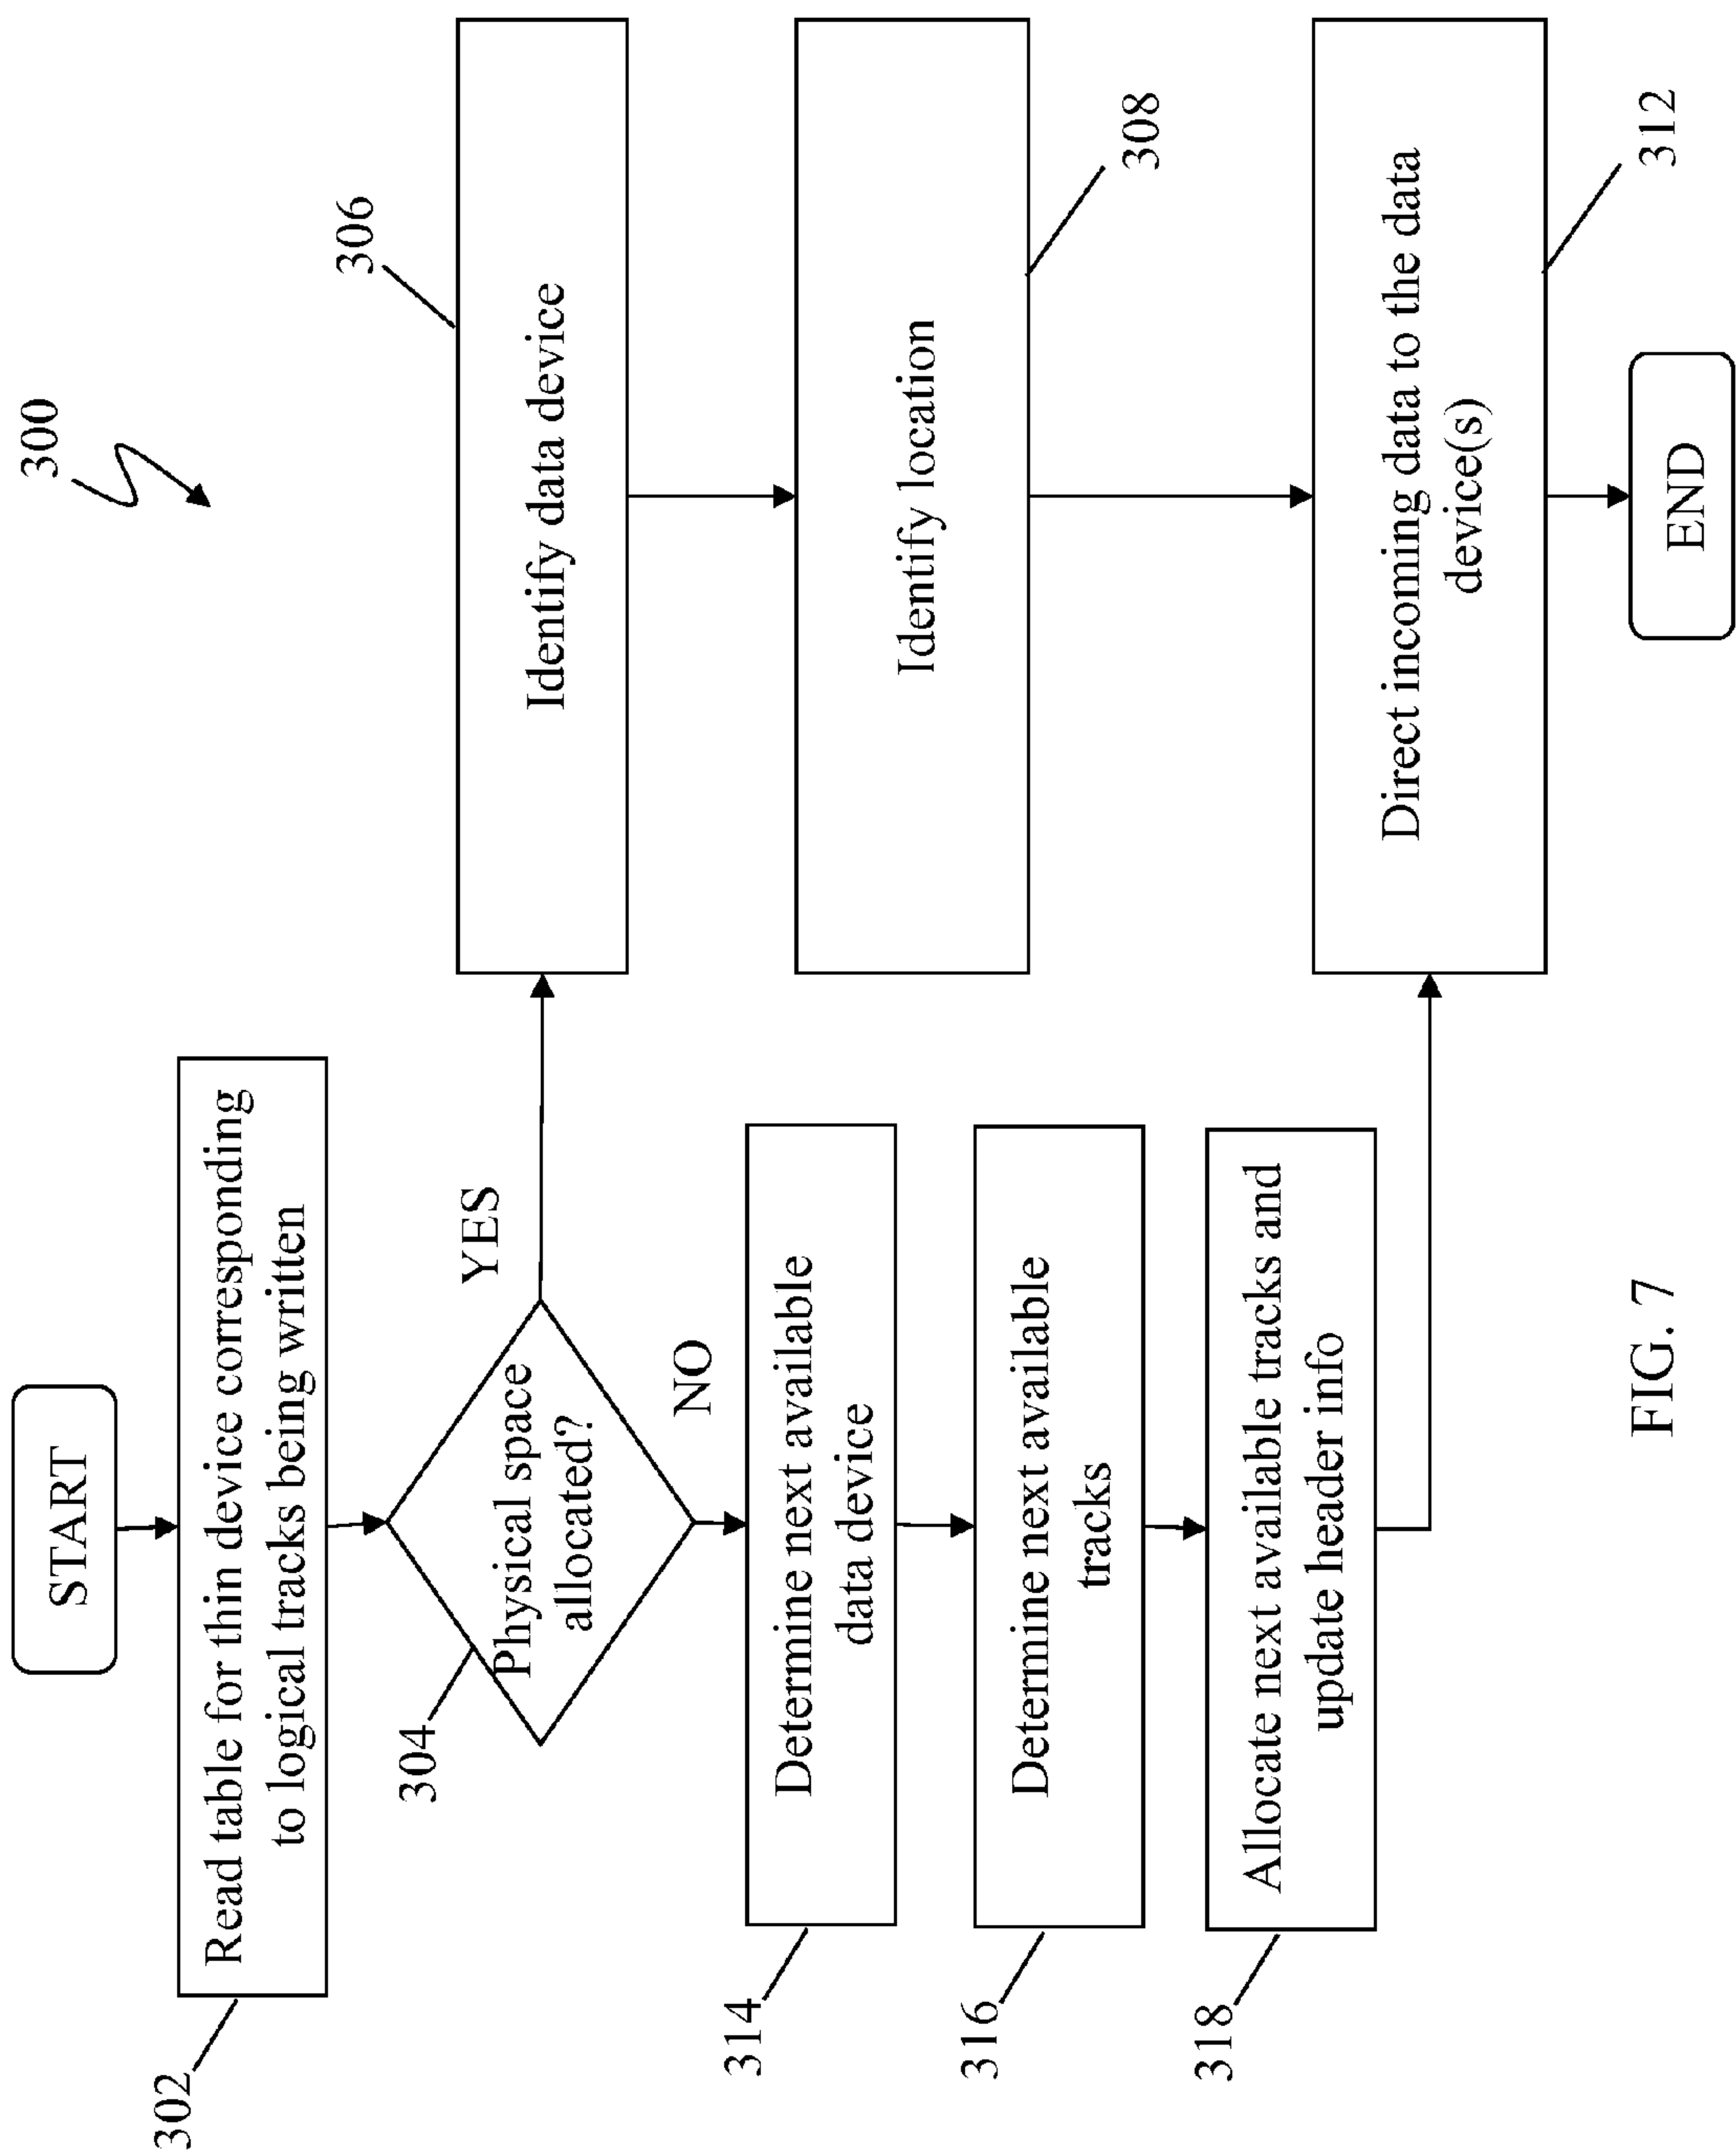 300
START
302
Read table for thin device corresponding
to logical tracks being written
304
Physical space
allocated?
YES
NO
306
Identify data device
308
Identify location
314
Determine next available
data device
316
Determine next available
tracks
318
Allocate next available tracks and
update header info
Direct incoming data to the data
device(s)
312
END
FIG. 7